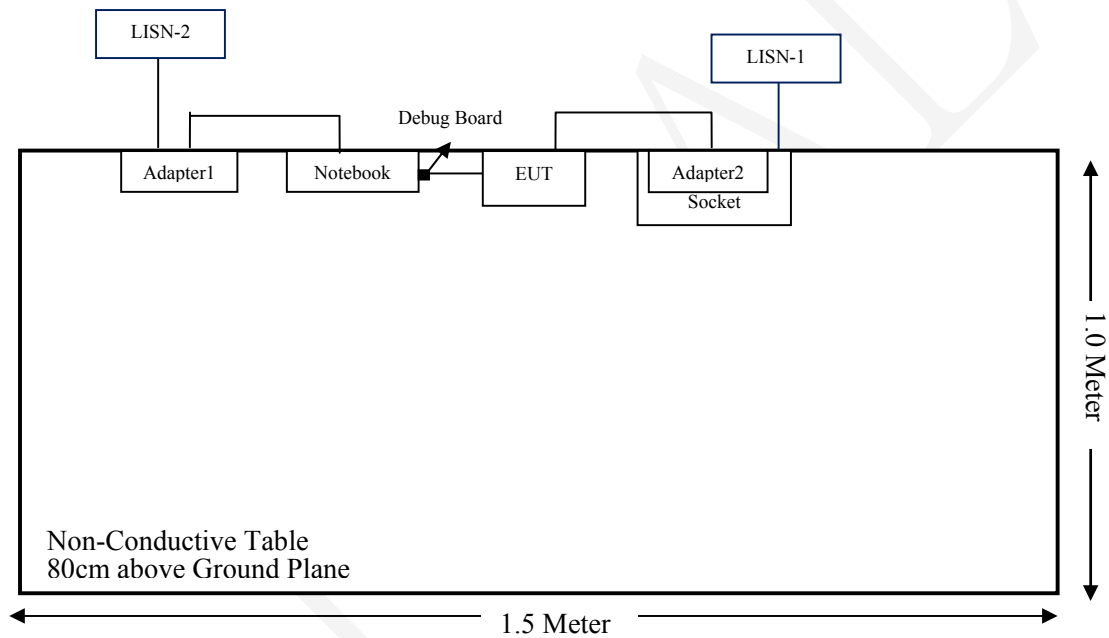 LISN-2
LISN-1
Debug Board
Adapter1
Notebook
EUT
Adapter2
Socket
1.0 Meter
Non-Conductive Table
80cm above Ground Plane
1.5 Meter